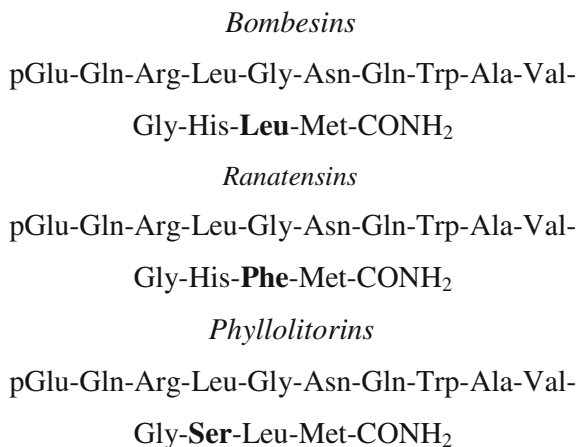 Bombesins
pGlu-Gln-Arg-Leu-Gly-Asn-Gln-Trp-Ala-Val-
Gly-His-Leu-Met-CONH₂
Ranatensins
pGlu-Gln-Arg-Leu-Gly-Asn-Gln-Trp-Ala-Val-
Gly-His-Phe-Met-CONH₂
Phyllolitorins
pGlu-Gln-Arg-Leu-Gly-Asn-Gln-Trp-Ala-Val-
Gly-Ser-Leu-Met-CONH₂